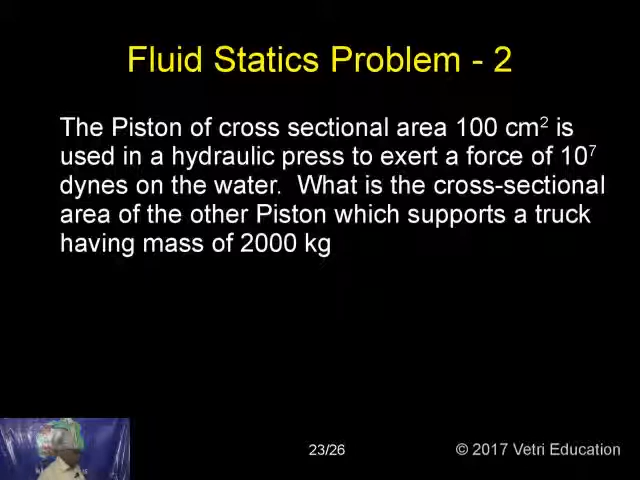 Fluid Statics Problem - 2
The Piston of cross sectional area 100 cm² is
used in a hydraulic press to exert a force of 10⁷
dynes on the water.  What is the cross-sectional
area of the other Piston which supports a truck
having mass of 2000 kg
23/26
© 2017 Vetri Education